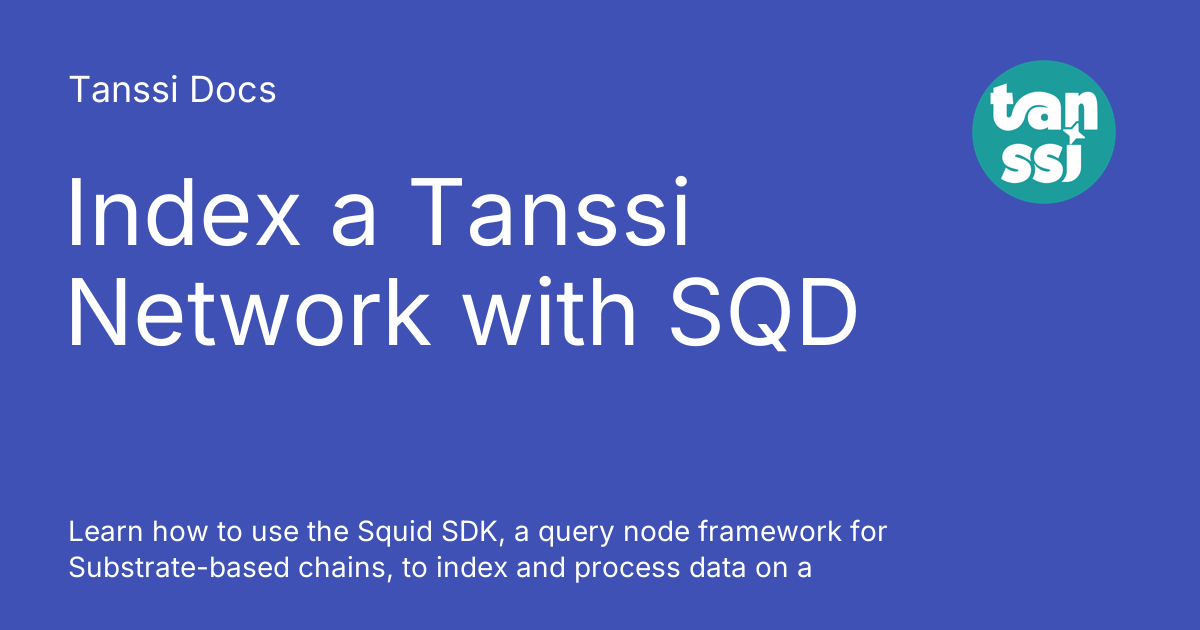 Tanssi Docs
tan
ssi
Index a Tanssi
Network with SQD
Learn how to use the Squid SDK, a query node framework for
Substrate-based chains, to index and process data on a